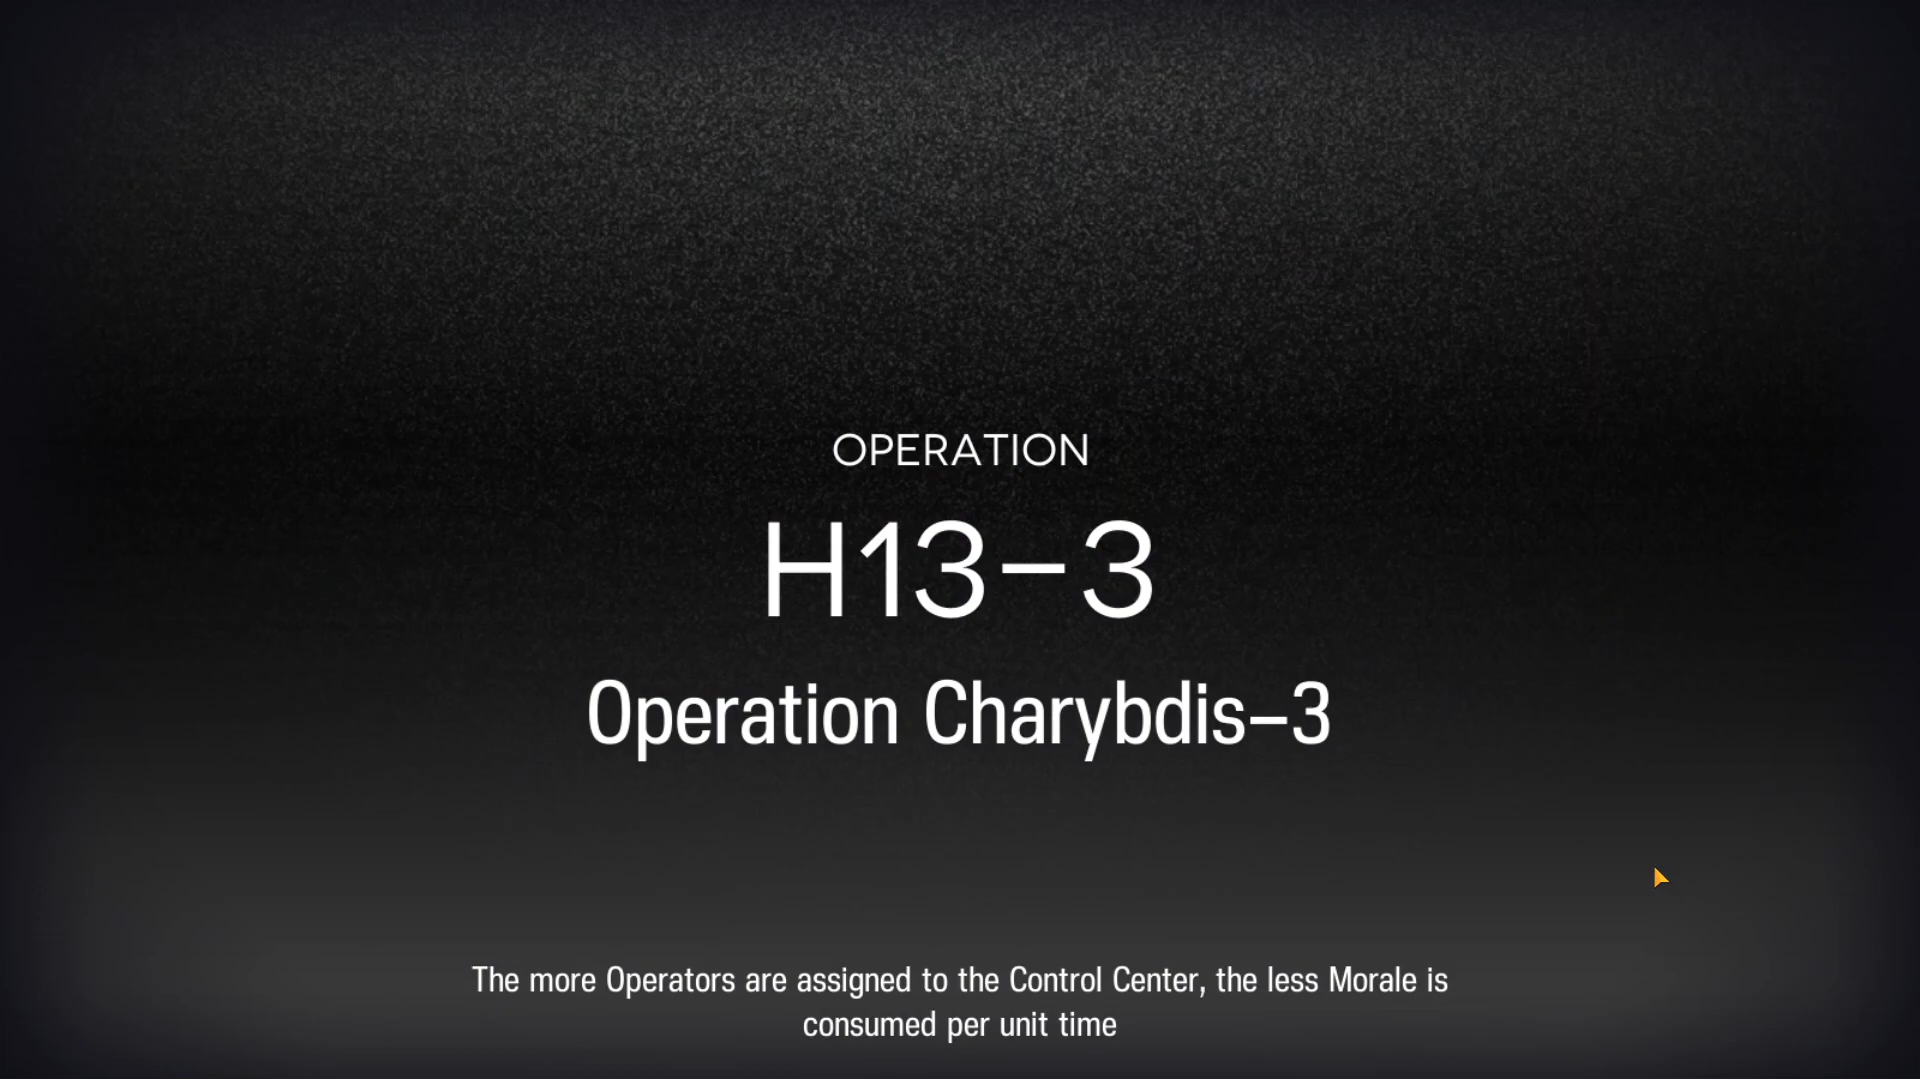 OPERATION
H13-3
Operation Charybdis-3
The more Operators are assigned to the Control Center, the less Morale is
consumed per unit time